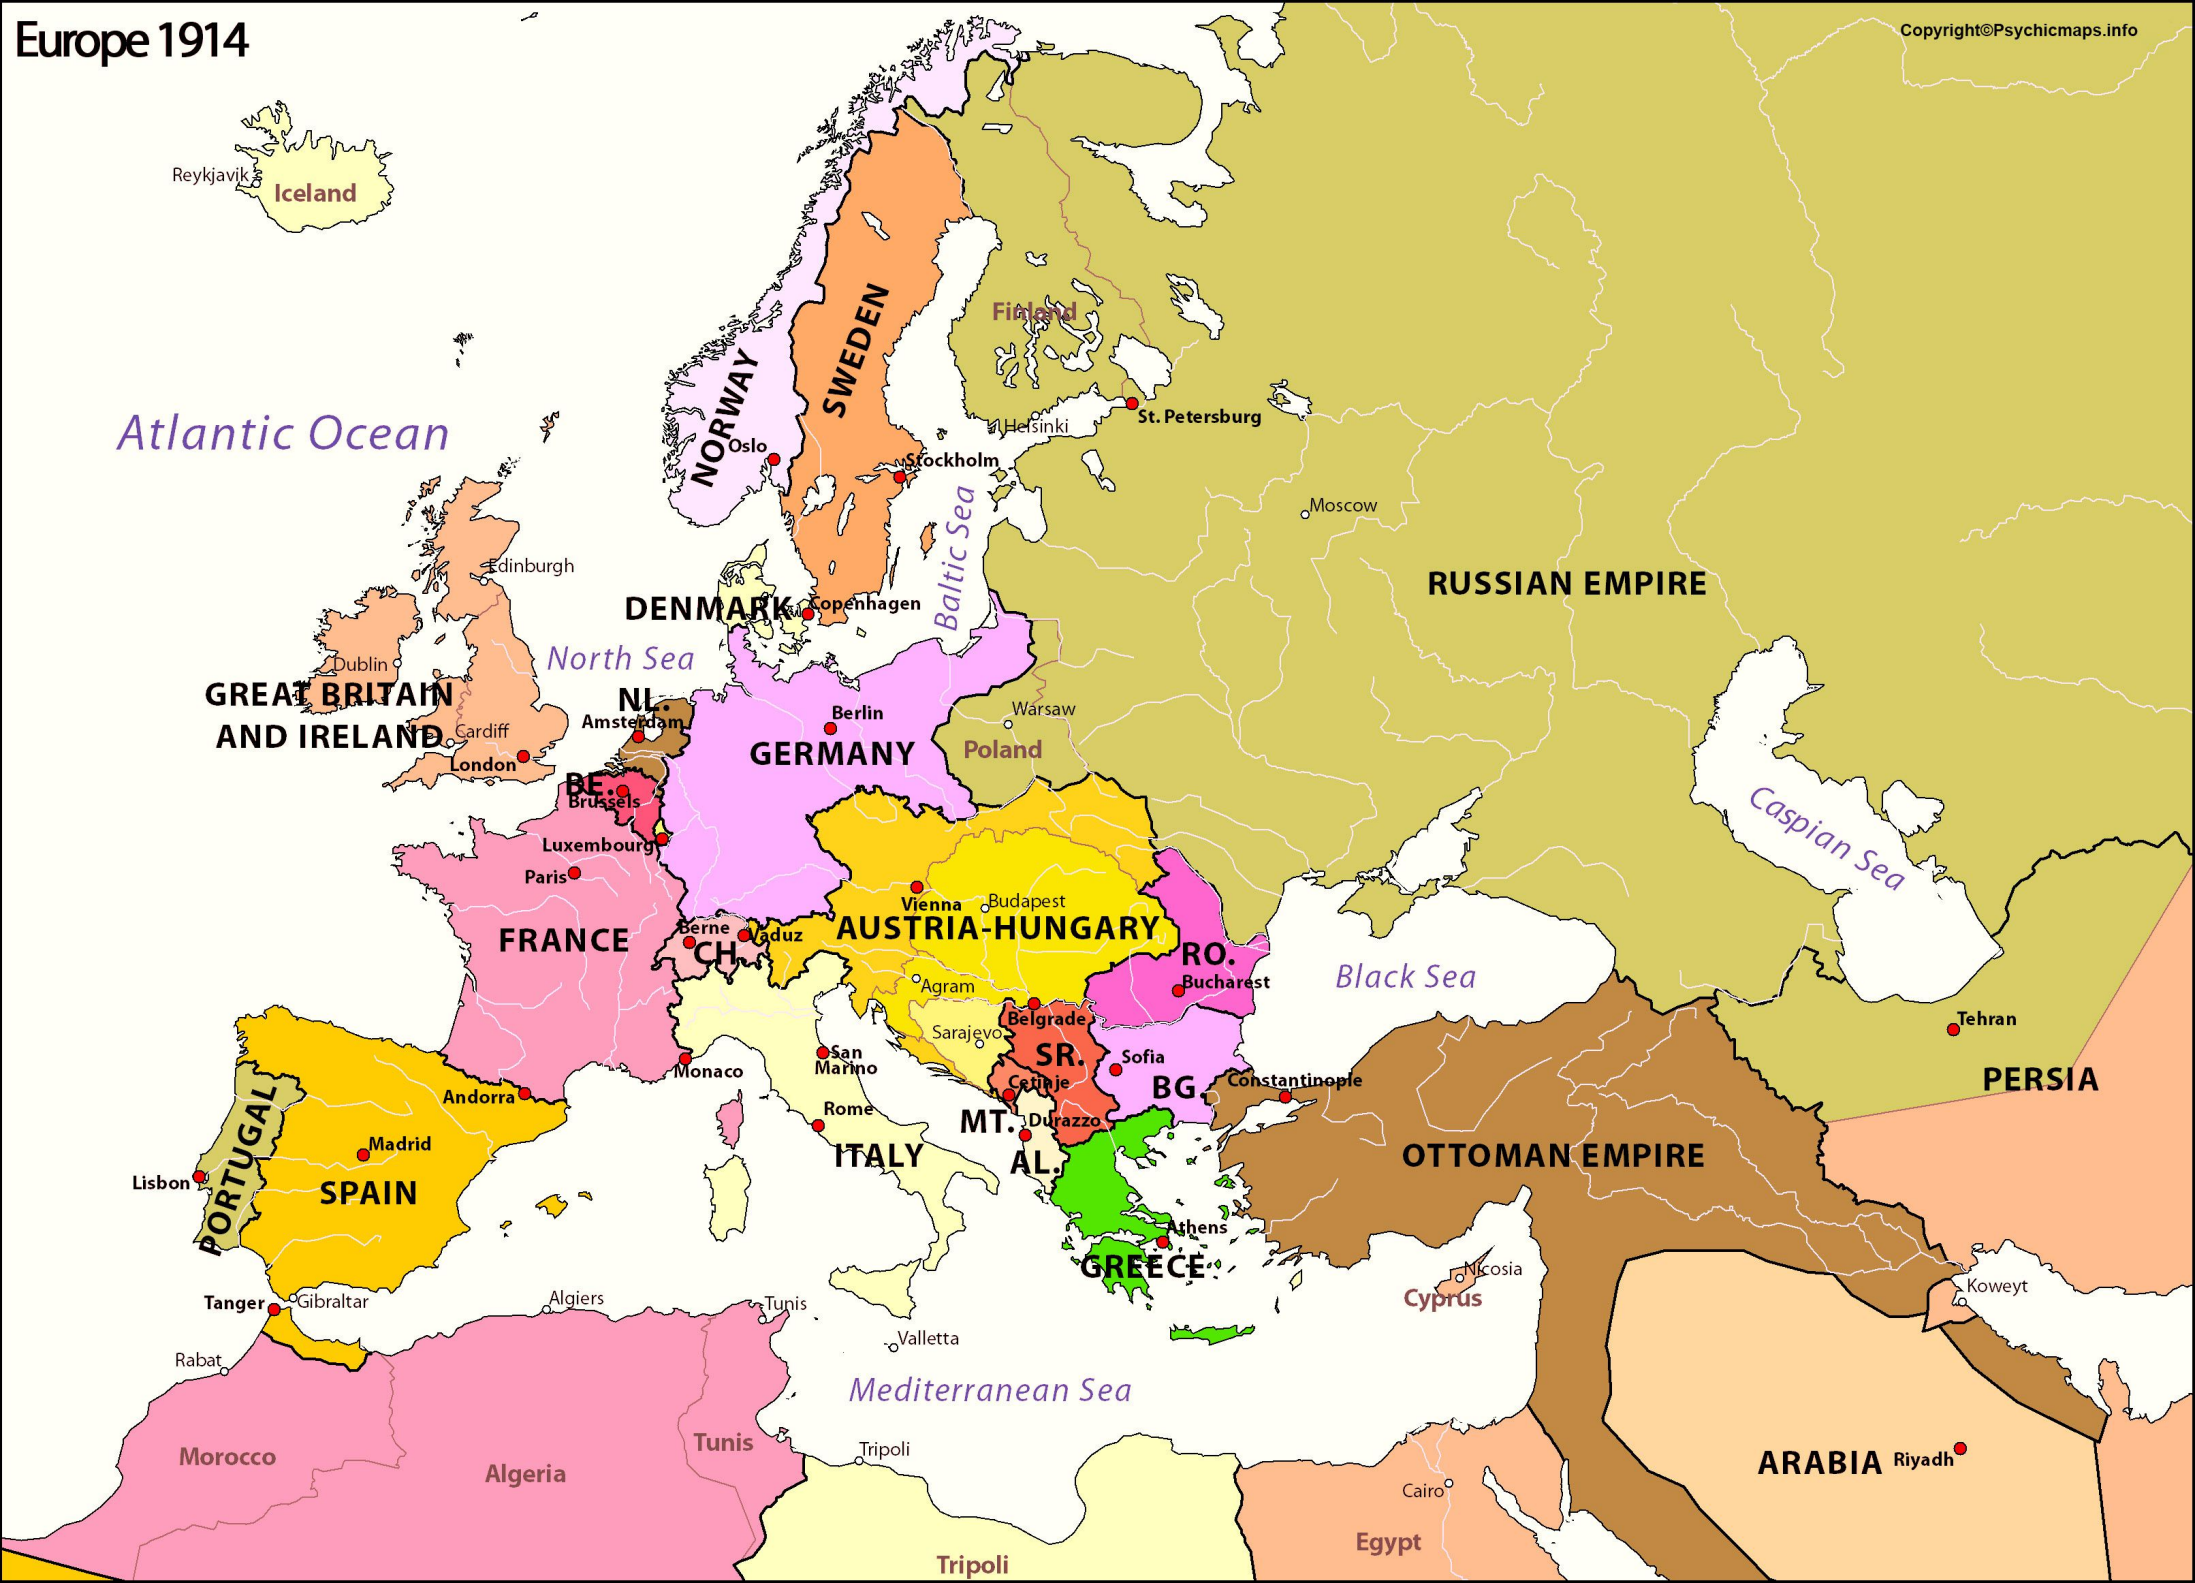 Europe 1914
Copyright©Psychicmaps.info
Reykjavik
Iceland
Atlantic Ocean
NORWAY
Oslo
SWEDEN
Stockholm
Finland
Helsinki
St. Petersburg
Moscow
RUSSIAN EMPIRE
Baltic Sea
Edinburgh
DENMARK
Copenhagen
North Sea
Dublin
GREAT BRITAIN
AND IRELAND
Cardiff
London
NL.
Amsterdam
BE.
Brussels
Luxembourg
Berlin
GERMANY
Warsaw
Poland
Paris
FRANCE
Berne
CH.
Vaduz
Vienna
Budapest
AUSTRIA-HUNGARY
Agram
Sarajevo
RO.
Bucharest
Belgrade
SR.
Sofia
BG.
Cetinje
MT.
Durazzo
AL.
Black Sea
Caspian Sea
Tehran
PERSIA
Constantinople
OTTOMAN EMPIRE
Monaco
San
Marino
Rome
ITALY
Andorra
Madrid
SPAIN
PORTUGAL
Lisbon
Athens
GREECE
Nicosia
Cyprus
Koweyt
Tanger
Gibraltar
Algiers
Tunis
Valletta
Rabat
Mediterranean Sea
Morocco
Algeria
Tunis
Tripoli
Tripoli
Cairo
Egypt
ARABIA
Riyadh